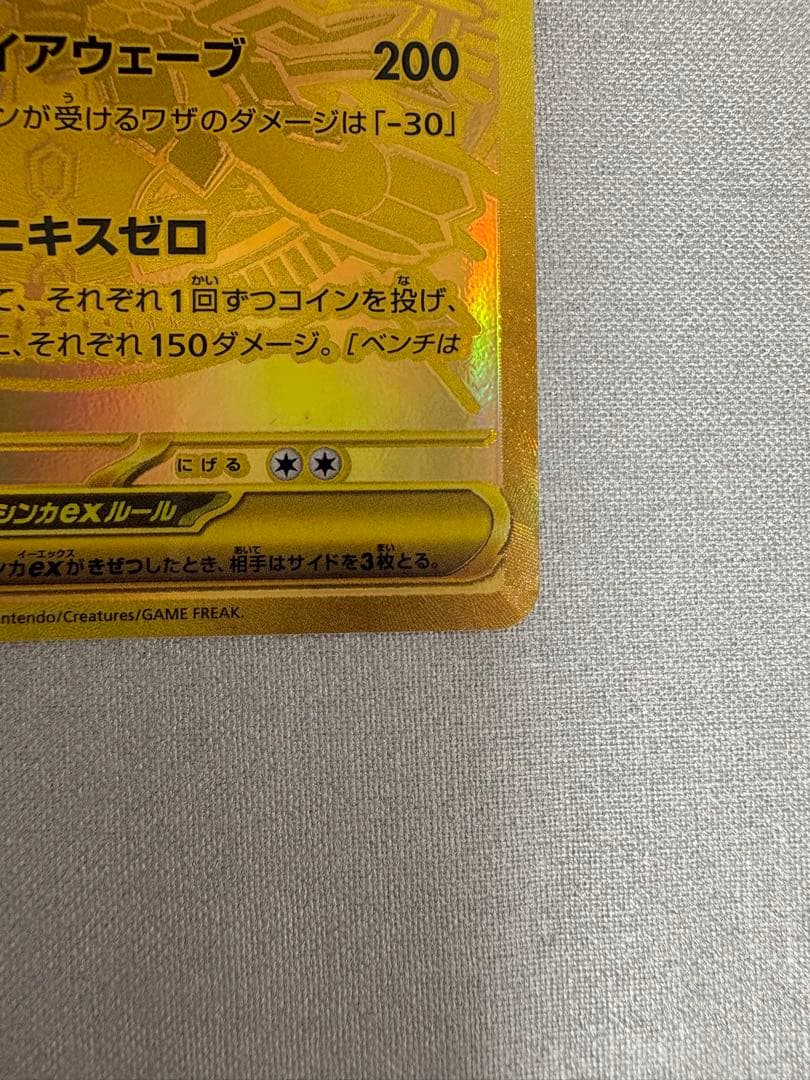 イアウェーブ 200
ンが受けるワザのダメージは「-30」
ニキスゼロ
て、それぞれ1回ずつコインを投げ、
に、それぞれ150ダメージ。[ベンチは
にげる
シンカexルール
ンカexがきぜつしたとき、相手はサイドを3枚とる。
intendo/Creatures/GAME FREAK.